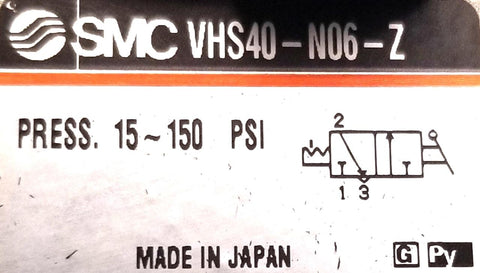 SMC VHS40-N06-Z
PRESS. 15~150 PSI
2
1 3
MADE IN JAPAN G Py